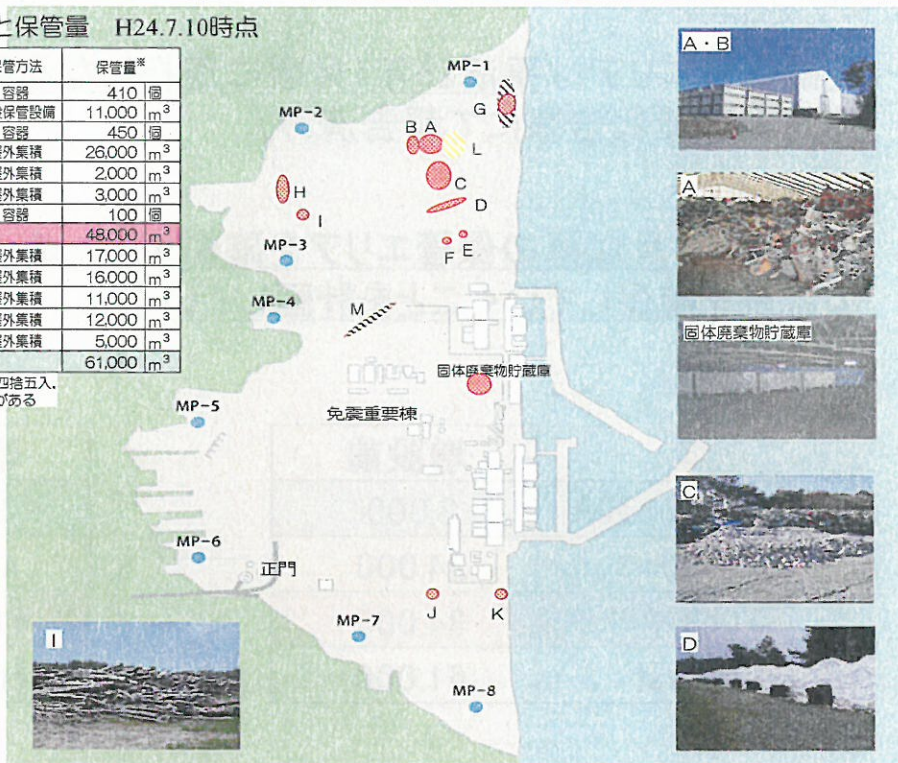 と保管量 H24.7.10時点
管方法 保管量※
容器 410 個
保管設備 11,000 m³
容器 450 個
外集積 26,000 m³
外集積 2,000 m³
外集積 3,000 m³
容器 100 個
48,000 m³
外集積 17,000 m³
外集積 16,000 m³
外集積 11,000 m³
外集積 12,000 m³
外集積 5,000 m³
61,000 m³
四捨五入。
がある
MP-1
G
MP-2
B A
L
C
H
D
I
E
F
MP-3
MP-4
M
固体廃棄物貯蔵庫
免震重要棟
MP-5
MP-6
正門
J
K
MP-7
MP-8
A・B
A
固体廃棄物貯蔵庫
C
D
I